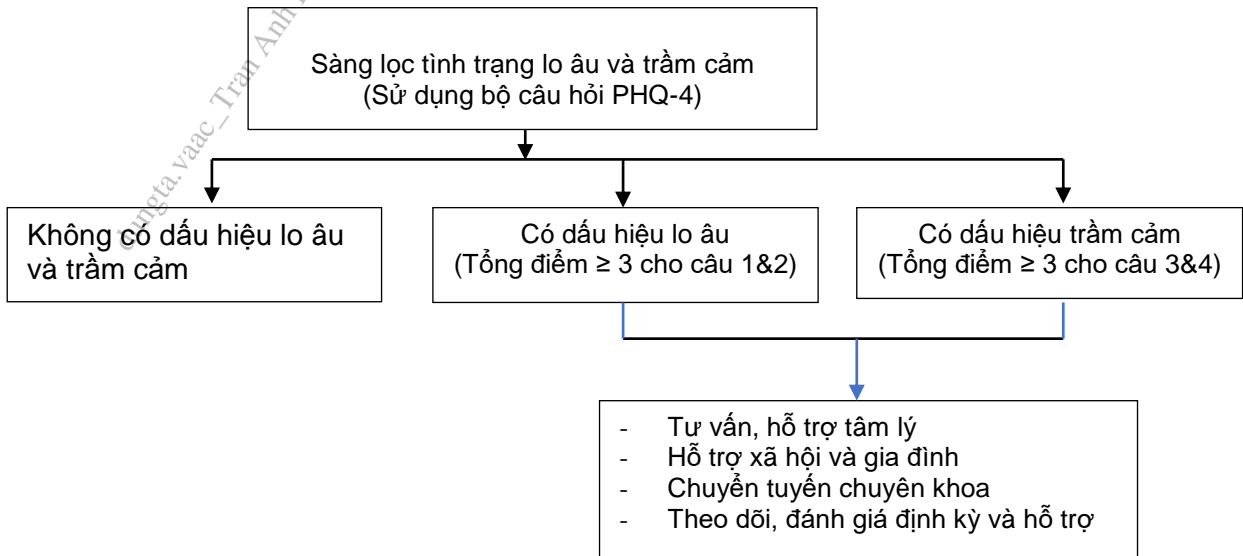 Sàng lọc tình trạng lo âu và trầm cảm
(Sử dụng bộ câu hỏi PHQ-4)
Không có dấu hiệu lo âu
và trầm cảm
Có dấu hiệu lo âu
(Tổng điểm ≥ 3 cho câu 1&2)
Có dấu hiệu trầm cảm
(Tổng điểm ≥ 3 cho câu 3&4)
- Tư vấn, hỗ trợ tâm lý
- Hỗ trợ xã hội và gia đình
- Chuyển tuyến chuyên khoa
- Theo dõi, đánh giá định kỳ và hỗ trợ
dungta.vaac_Tran Anh